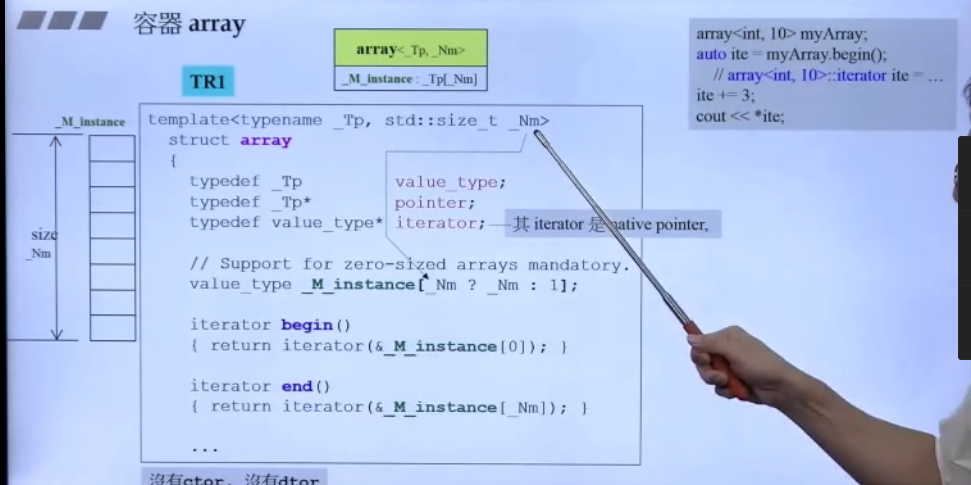 容器 array
array<_Tp, _Nm>
_M_instance : _Tp[_Nm]
array<int, 10> myArray;
auto ite = myArray.begin();
// array<int, 10>::iterator ite = ...
ite += 3;
cout << *ite;
TR1
_M_instance
size
_Nm
template<typename _Tp, std::size_t _Nm>
struct array
{
typedef _Tp value_type;
typedef _Tp* pointer;
typedef value_type* iterator;
其 iterator 是 native pointer,
// Support for zero-sized arrays mandatory.
value_type _M_instance[_Nm ? _Nm : 1];
iterator begin()
{ return iterator(&_M_instance[0]); }
iterator end()
{ return iterator(&_M_instance[_Nm]); }
...
沒有ctor, 沒有dtor